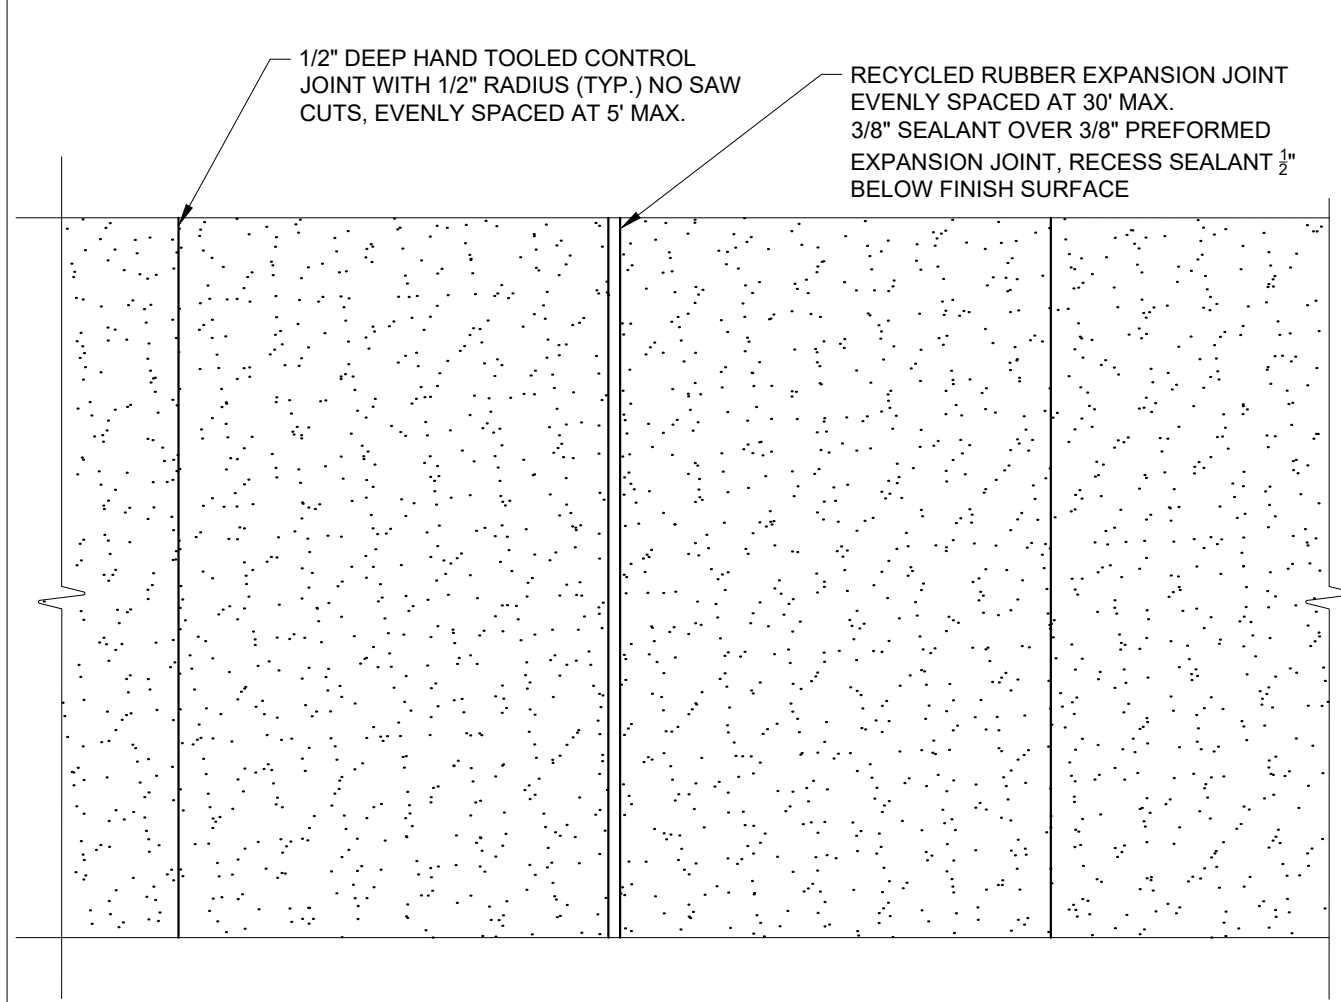 1/2" DEEP HAND TOOLED CONTROL
JOINT WITH 1/2" RADIUS (TYP.) NO SAW
CUTS, EVENLY SPACED AT 5' MAX.
RECYCLED RUBBER EXPANSION JOINT
EVENLY SPACED AT 30' MAX.
3/8" SEALANT OVER 3/8" PREFORMED
EXPANSION JOINT, RECESS SEALANT ½"
BELOW FINISH SURFACE